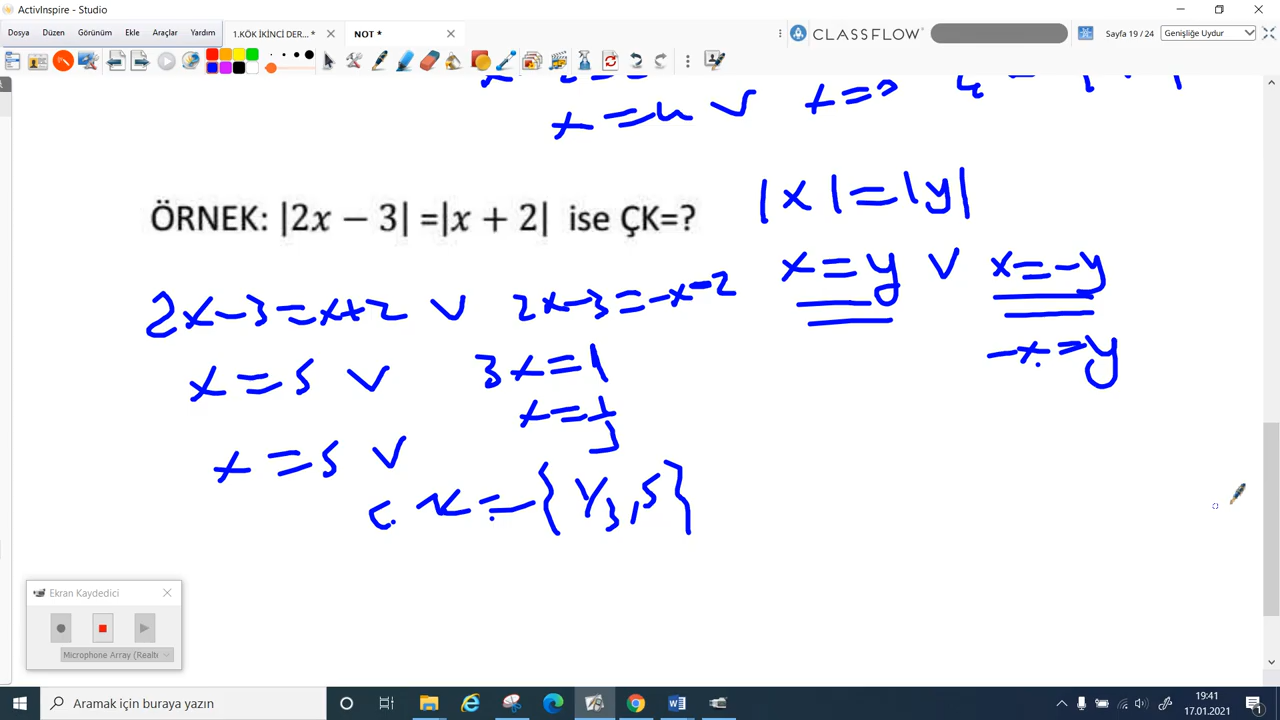 ActivInspire - Studio
Dosya Düzen Görünüm Ekle Araçlar Yardım
1.KÖK İKİNCİ DER... *
NOT *
CLASSFLOW
Sayfa 19 / 24
Genişliğe Uydur
x = 4 V
|x| = |y|
ÖRNEK: |2x − 3| =|x + 2| ise ÇK=?
x = y V x = -y
2x-3 = x+2 V 2x-3 = -x-2
-x = y
x = 5 V 3x = 1
x = 1/3
x = 5 V
ÇK = {1/3, 5}
Ekran Kaydedici
Microphone Array (Realte
Aramak için buraya yazın
19:41
17.01.2021